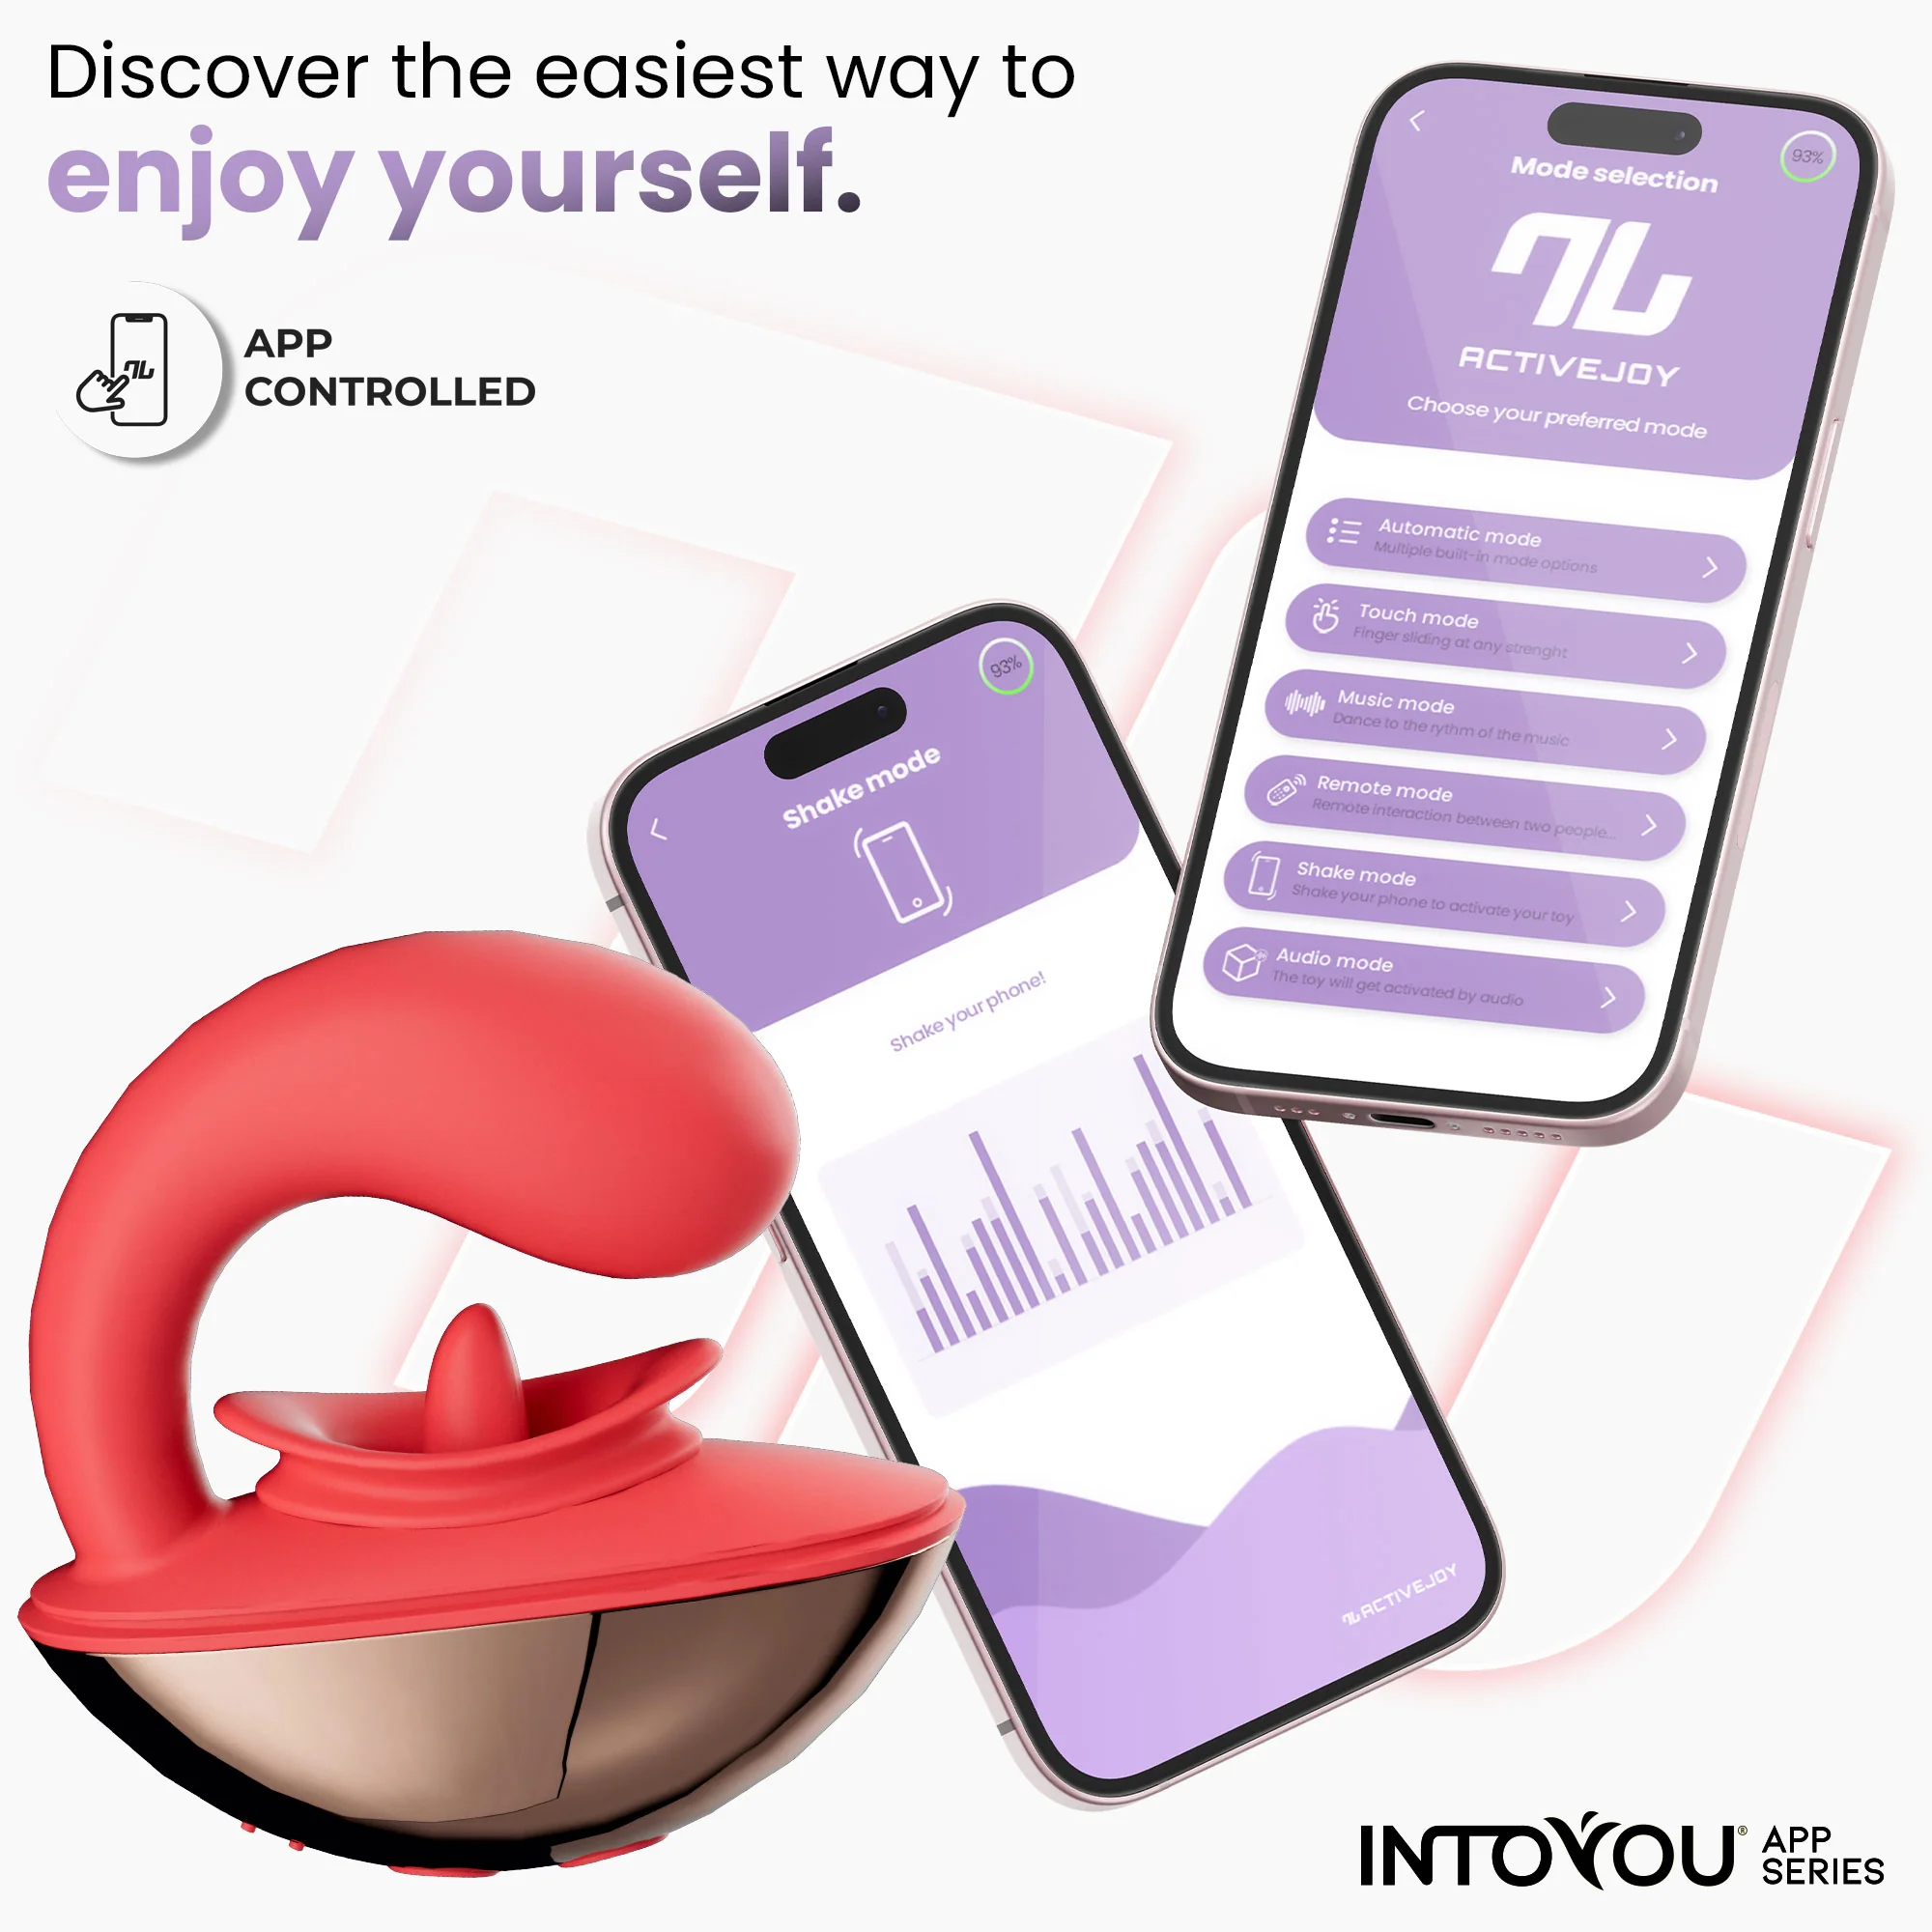 Discover the easiest way to
enjoy yourself.
APP
CONTROLLED
93%
Mode selection
ACTIVEJOY
Choose your preferred mode
Automatic mode
Multiple built-in mode options
Touch mode
Finger sliding at any strenght
Music mode
Dance to the rythm of the music
Remote mode
Remote interaction between two people...
Shake mode
Shake your phone to activate your toy
Audio mode
The toy will get activated by audio
93%
Shake mode
Shake your phone!
ACTIVEJOY
INTOYOU® APP
SERIES